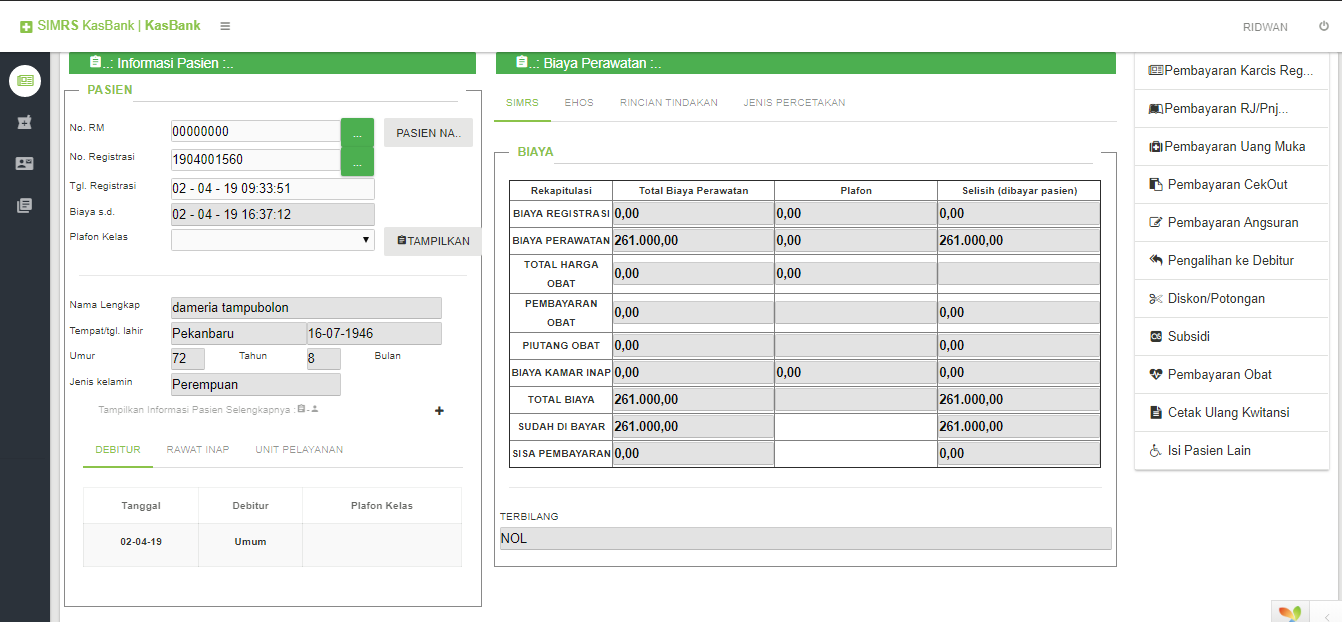 SIMRS KasBank | KasBank
RIDWAN
..: Informasi Pasien :..
PASIEN
No. RM
00000000
...
PASIEN NA..
No. Registrasi
1904001560
...
Tgl. Registrasi
02 - 04 - 19 09:33:51
Biaya s.d.
02 - 04 - 19 16:37:12
Plafon Kelas
TAMPILKAN
Nama Lengkap
dameria tampubolon
Tempat/tgl. lahir
Pekanbaru
16-07-1946
Umur
72
Tahun
8
Bulan
Jenis kelamin
Perempuan
Tampilkan Informasi Pasien Selengkapnya :
DEBITUR
RAWAT INAP
UNIT PELAYANAN
Tanggal Debitur Plafon Kelas
02-04-19 Umum
..: Biaya Perawatan :..
SIMRS
EHOS
RINCIAN TINDAKAN
JENIS PERCETAKAN
BIAYA
Rekapitulasi Total Biaya Perawatan Plafon Selisih (dibayar pasien)
BIAYA REGISTRASI 0,00 0,00 0,00
BIAYA PERAWATAN 261.000,00 0,00 261.000,00
TOTAL HARGA
OBAT
0,00 0,00
PEMBAYARAN
OBAT
0,00 0,00
PIUTANG OBAT 0,00 0,00
BIAYA KAMAR INAP 0,00 0,00 0,00
TOTAL BIAYA 261.000,00 261.000,00
SUDAH DI BAYAR 261.000,00 261.000,00
SISA PEMBAYARAN 0,00 0,00
TERBILANG
NOL
Pembayaran Karcis Reg...
Pembayaran RJ/Pnj...
Pembayaran Uang Muka
Pembayaran CekOut
Pembayaran Angsuran
Pengalihan ke Debitur
Diskon/Potongan
Subsidi
Pembayaran Obat
Cetak Ulang Kwitansi
Isi Pasien Lain